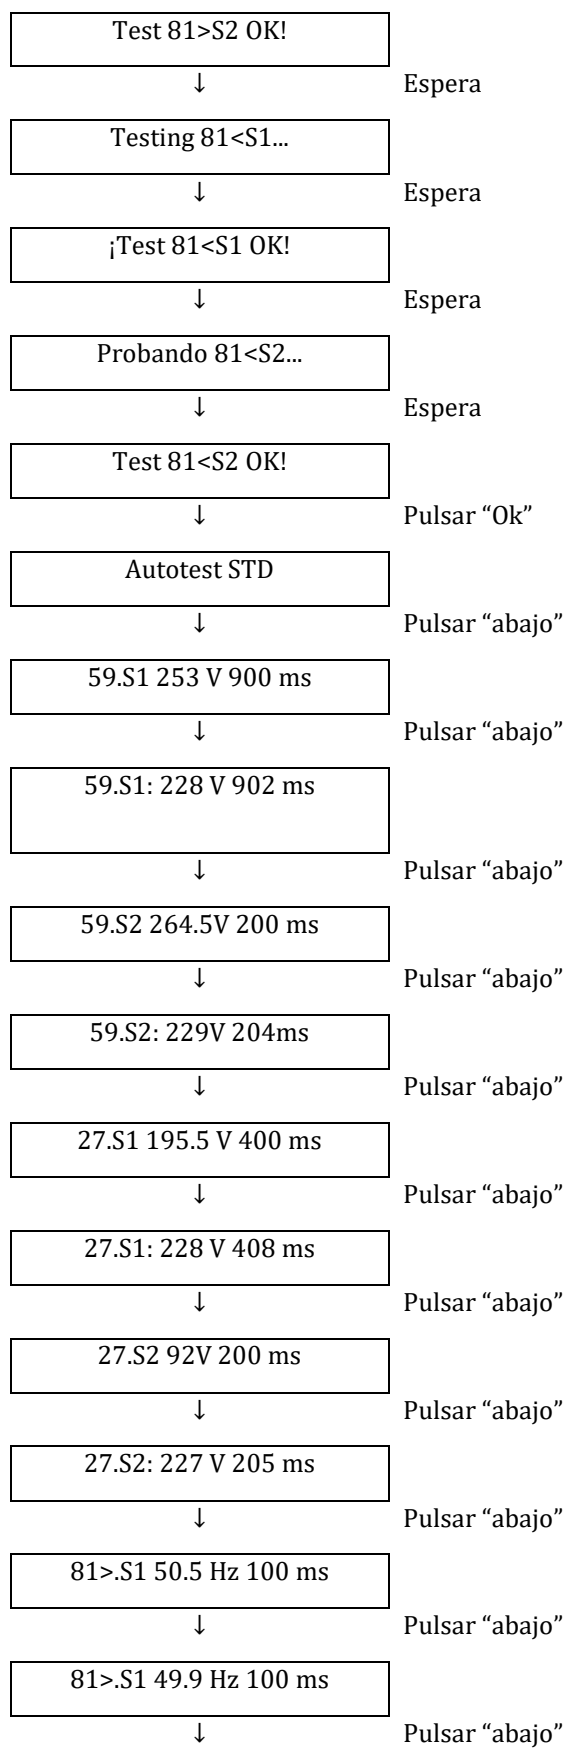 Test 81>S2 OK!
↓ Espera
Testing 81<S1...
↓ Espera
¡Test 81<S1 OK!
↓ Espera
Probando 81<S2...
↓ Espera
Test 81<S2 OK!
↓ Pulsar “Ok”
Autotest STD
↓ Pulsar “abajo”
59.S1 253 V 900 ms
↓ Pulsar “abajo”
59.S1: 228 V 902 ms
↓ Pulsar “abajo”
59.S2 264.5V 200 ms
↓ Pulsar “abajo”
59.S2: 229V 204ms
↓ Pulsar “abajo”
27.S1 195.5 V 400 ms
↓ Pulsar “abajo”
27.S1: 228 V 408 ms
↓ Pulsar “abajo”
27.S2 92V 200 ms
↓ Pulsar “abajo”
27.S2: 227 V 205 ms
↓ Pulsar “abajo”
81>.S1 50.5 Hz 100 ms
↓ Pulsar “abajo”
81>.S1 49.9 Hz 100 ms
↓ Pulsar “abajo”